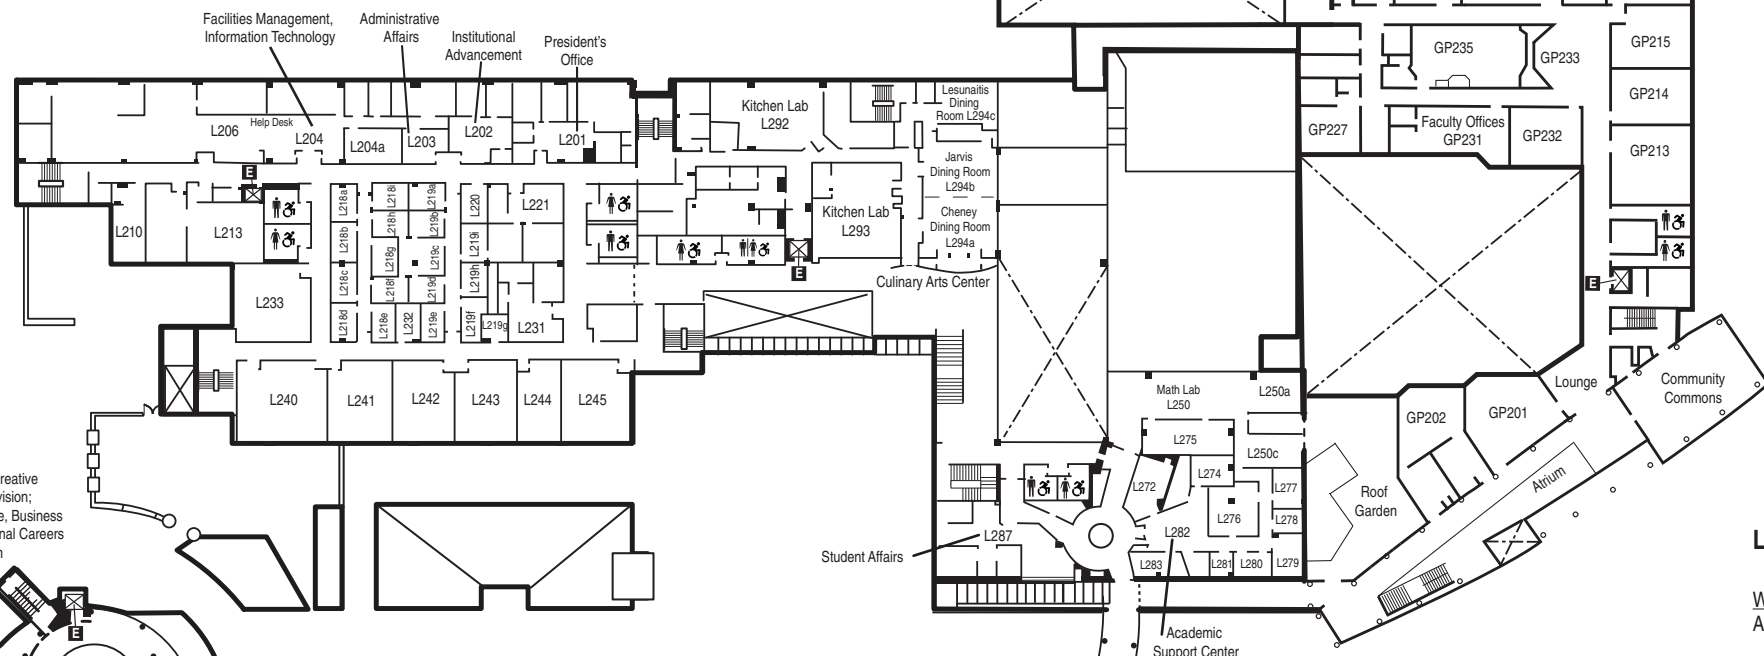 Facilities Management,
Information Technology
Administrative
Affairs
Institutional
Advancement
President's
Office
L206
Help Desk
L204
L204a
L203
L202
L201
Kitchen Lab
L292
Lesunaitis
Dining
Room L294c
Jarvis
Dining Room
L294b
Cheney
Dining Room
L294a
Kitchen Lab
L293
Culinary Arts Center
E
L210
L213
L233
L218a
L218b
L218c
L218d
L218i
L218h
L218g
L218f
L218e
L232
L219a
L219b
L219c
L219d
L219e
L220
L219i
L219h
L219f
L219g
L221
L231
E
L240
L241
L242
L243
L244
L245
GP235
GP233
GP215
GP214
GP213
GP227
Faculty Offices
GP231
GP232
E
Lounge
Community
Commons
GP202
GP201
Atrium
Roof
Garden
Math Lab
L250
L250a
L250c
L275
L274
L272
L277
L276
L278
L282
L283
L281
L280
L279
L287
Student Affairs
Academic
Support Center
reative
vision;
e, Business
nal Careers
n
E
L
W
A